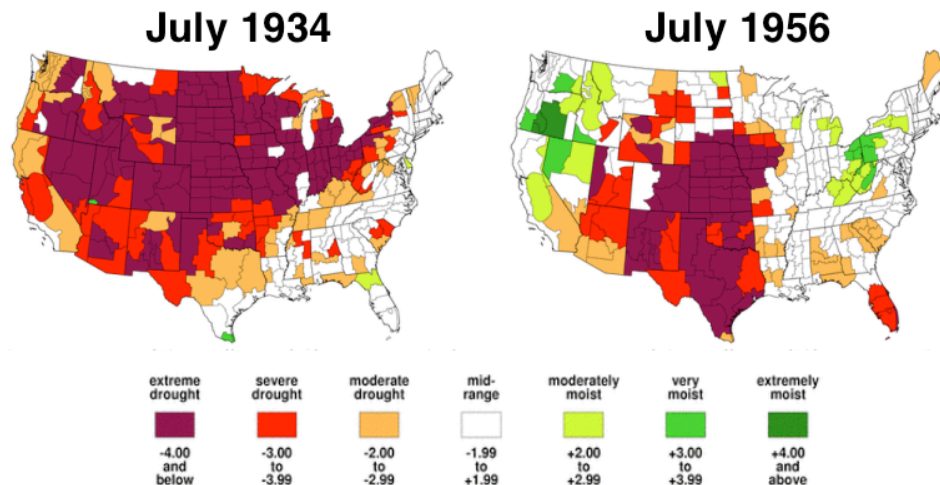 July 1934
July 1956
extreme drought
severe drought
moderate drought
mid-range
moderately moist
very moist
extremely moist
-4.00 and below
-3.00 to -3.99
-2.00 to -2.99
-1.99 to +1.99
+2.00 to +2.99
+3.00 to +3.99
+4.00 and above